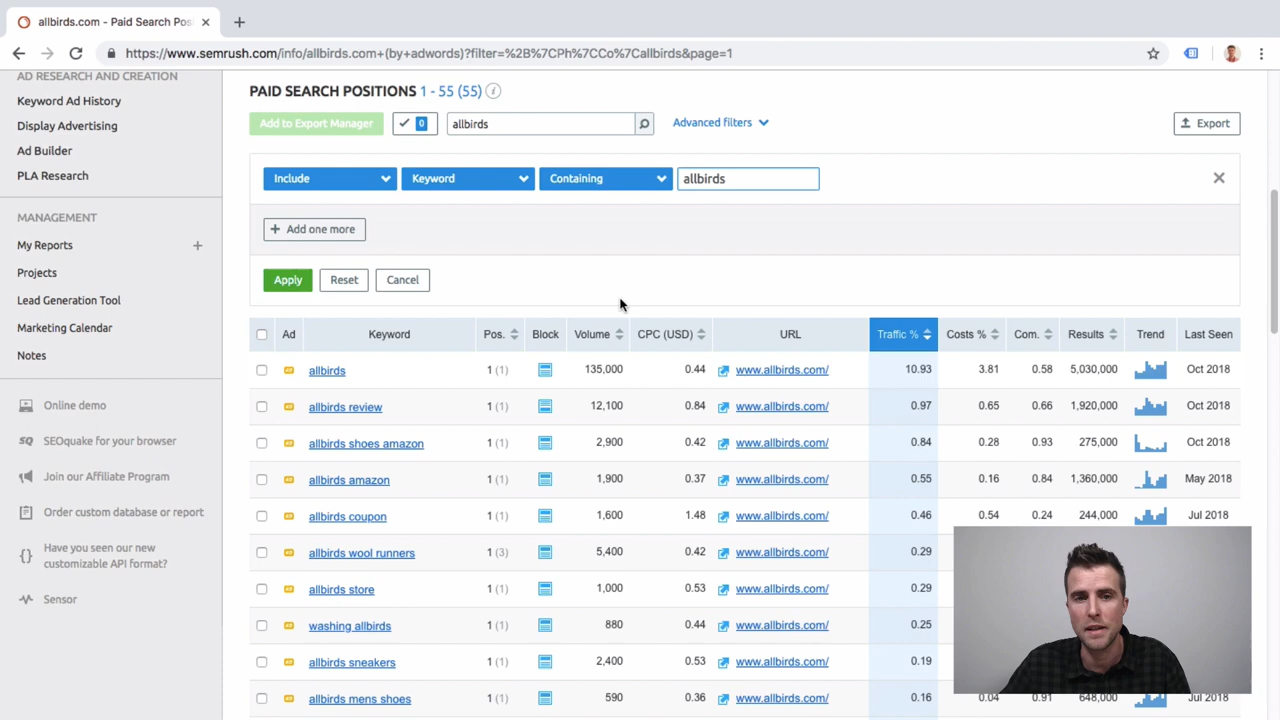 allbirds.com - Paid Search Pos
https://www.semrush.com/info/allbirds.com+(by+adwords)?filter=%2B%7CPh%7CCo%7Callbirds&page=1
AD RESEARCH AND CREATION
Keyword Ad History
Display Advertising
Ad Builder
PLA Research
MANAGEMENT
My Reports +
Projects
Lead Generation Tool
Marketing Calendar
Notes
Online demo
SQ SEOquake for your browser
Join our Affiliate Program
Order custom database or report
{} Have you seen our new
customizable API format?
Sensor
PAID SEARCH POSITIONS 1 - 55 (55) i
Add to Export Manager 0 allbirds Advanced filters Export
Include Keyword Containing allbirds
+ Add one more
Apply Reset Cancel
Ad Keyword Pos. Block Volume CPC (USD) URL Traffic % Costs % Com. Results Trend Last Seen
allbirds 1 (1) 135,000 0.44 www.allbirds.com/ 10.93 3.81 0.58 5,030,000 Oct 2018
allbirds review 1 (1) 12,100 0.84 www.allbirds.com/ 0.97 0.65 0.66 1,920,000 Oct 2018
allbirds shoes amazon 1 (1) 2,900 0.42 www.allbirds.com/ 0.84 0.28 0.93 275,000 Oct 2018
allbirds amazon 1 (1) 1,900 0.37 www.allbirds.com/ 0.55 0.16 0.84 1,360,000 May 2018
allbirds coupon 1 (1) 1,600 1.48 www.allbirds.com/ 0.46 0.54 0.24 244,000 Jul 2018
allbirds wool runners 1 (3) 5,400 0.42 www.allbirds.com/ 0.29
allbirds store 1 (1) 1,000 0.53 www.allbirds.com/ 0.29
washing allbirds 1 (1) 880 0.44 www.allbirds.com/ 0.25
allbirds sneakers 1 (1) 2,400 0.53 www.allbirds.com/ 0.19
allbirds mens shoes 1 (1) 590 0.36 www.allbirds.com/ 0.16 0.04 0.91 648,000 Jul 2018